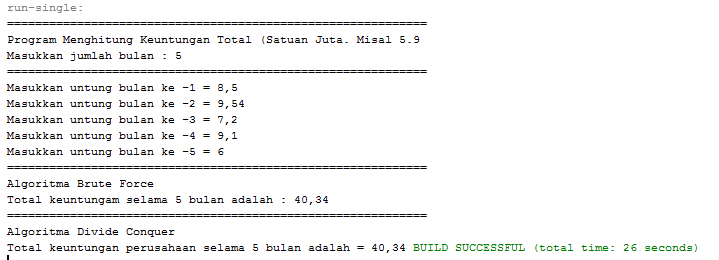 run-single:
============================================================
Program Menghitung Keuntungan Total (Satuan Juta. Misal 5.9
Masukkan jumlah bulan : 5
============================================================
Masukkan untung bulan ke -1 = 8,5
Masukkan untung bulan ke -2 = 9,54
Masukkan untung bulan ke -3 = 7,2
Masukkan untung bulan ke -4 = 9,1
Masukkan untung bulan ke -5 = 6
============================================================
Algoritma Brute Force
Total keuntungam selama 5 bulan adalah : 40,34
============================================================
Algoritma Divide Conquer
Total keuntungan perusahaan selama 5 bulan adalah = 40,34 BUILD SUCCESSFUL (total time: 26 seconds)